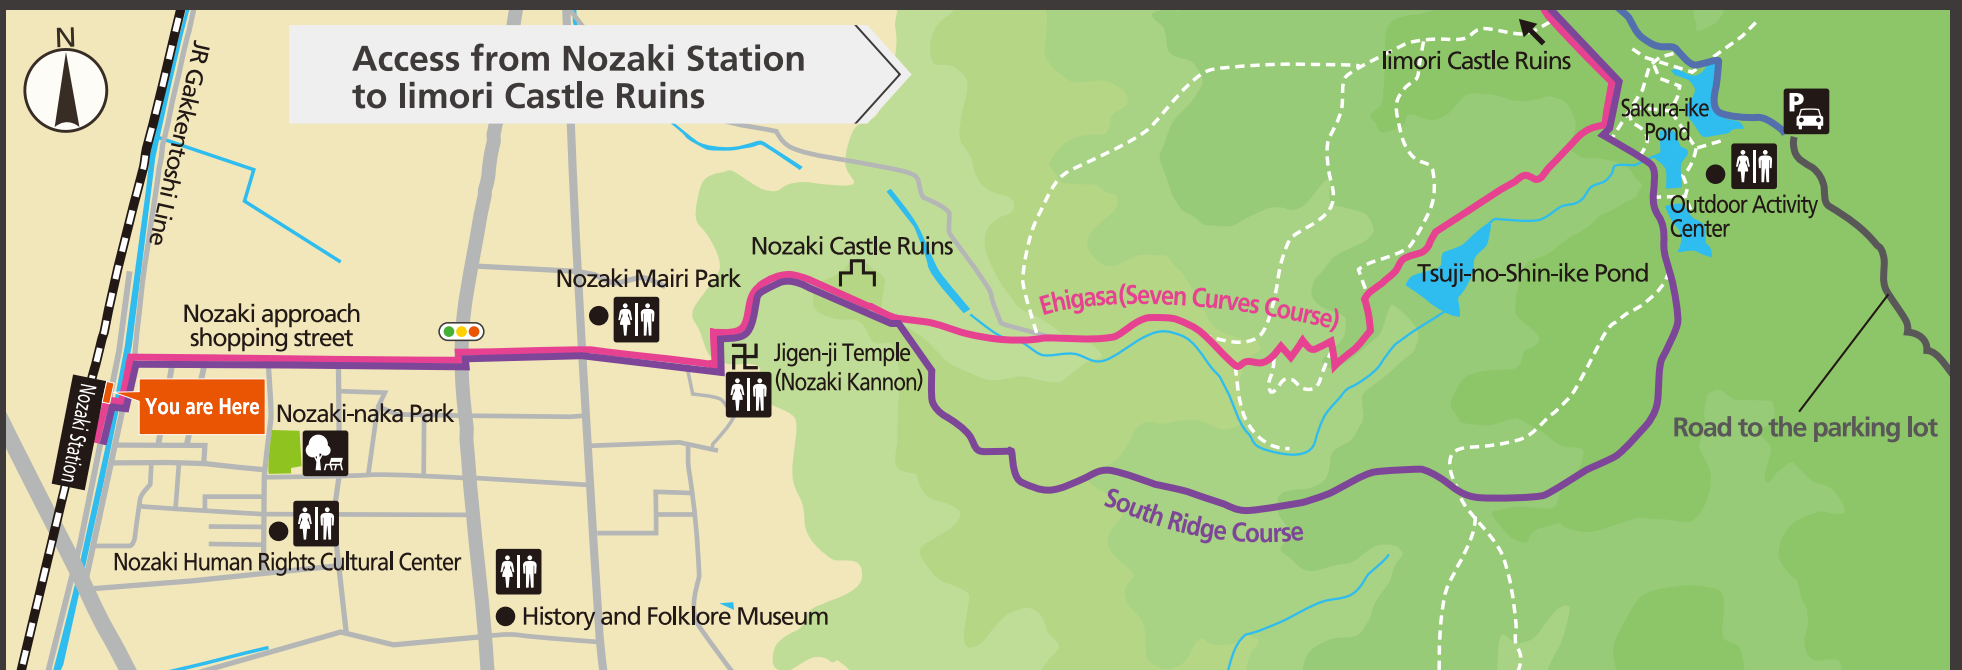 N
Access from Nozaki Station
to Iimori Castle Ruins
JR Gakkentoshi Line
Iimori Castle Ruins
P
Sakura-ike
Pond
Outdoor Activity
Center
Nozaki Castle Ruins
Nozaki Mairi Park
Ehigasa(Seven Curves Course)
Tsuji-no-Shin-ike Pond
Nozaki approach
shopping street
Jigen-ji Temple
(Nozaki Kannon)
You are Here
Nozaki Station
Nozaki-naka Park
Road to the parking lot
South Ridge Course
Nozaki Human Rights Cultural Center
History and Folklore Museum